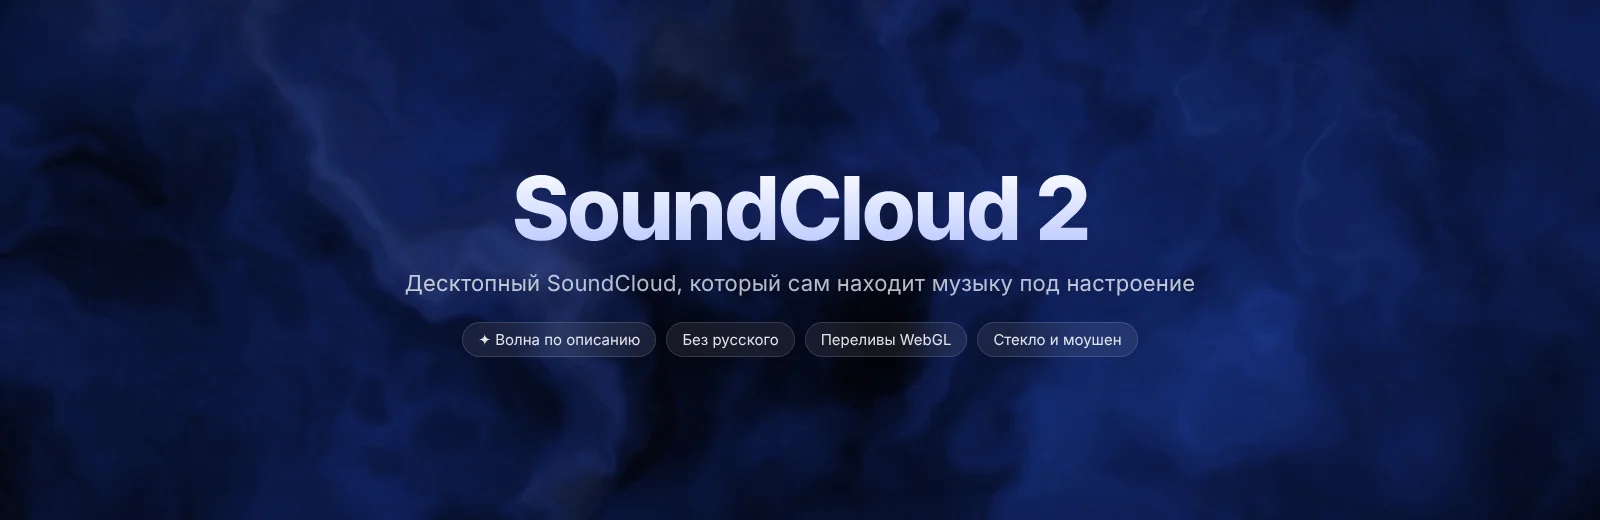 SoundCloud 2
Десктопный SoundCloud, который сам находит музыку под настроение
✦ Волна по описанию Без русского Переливы WebGL Стекло и моушен